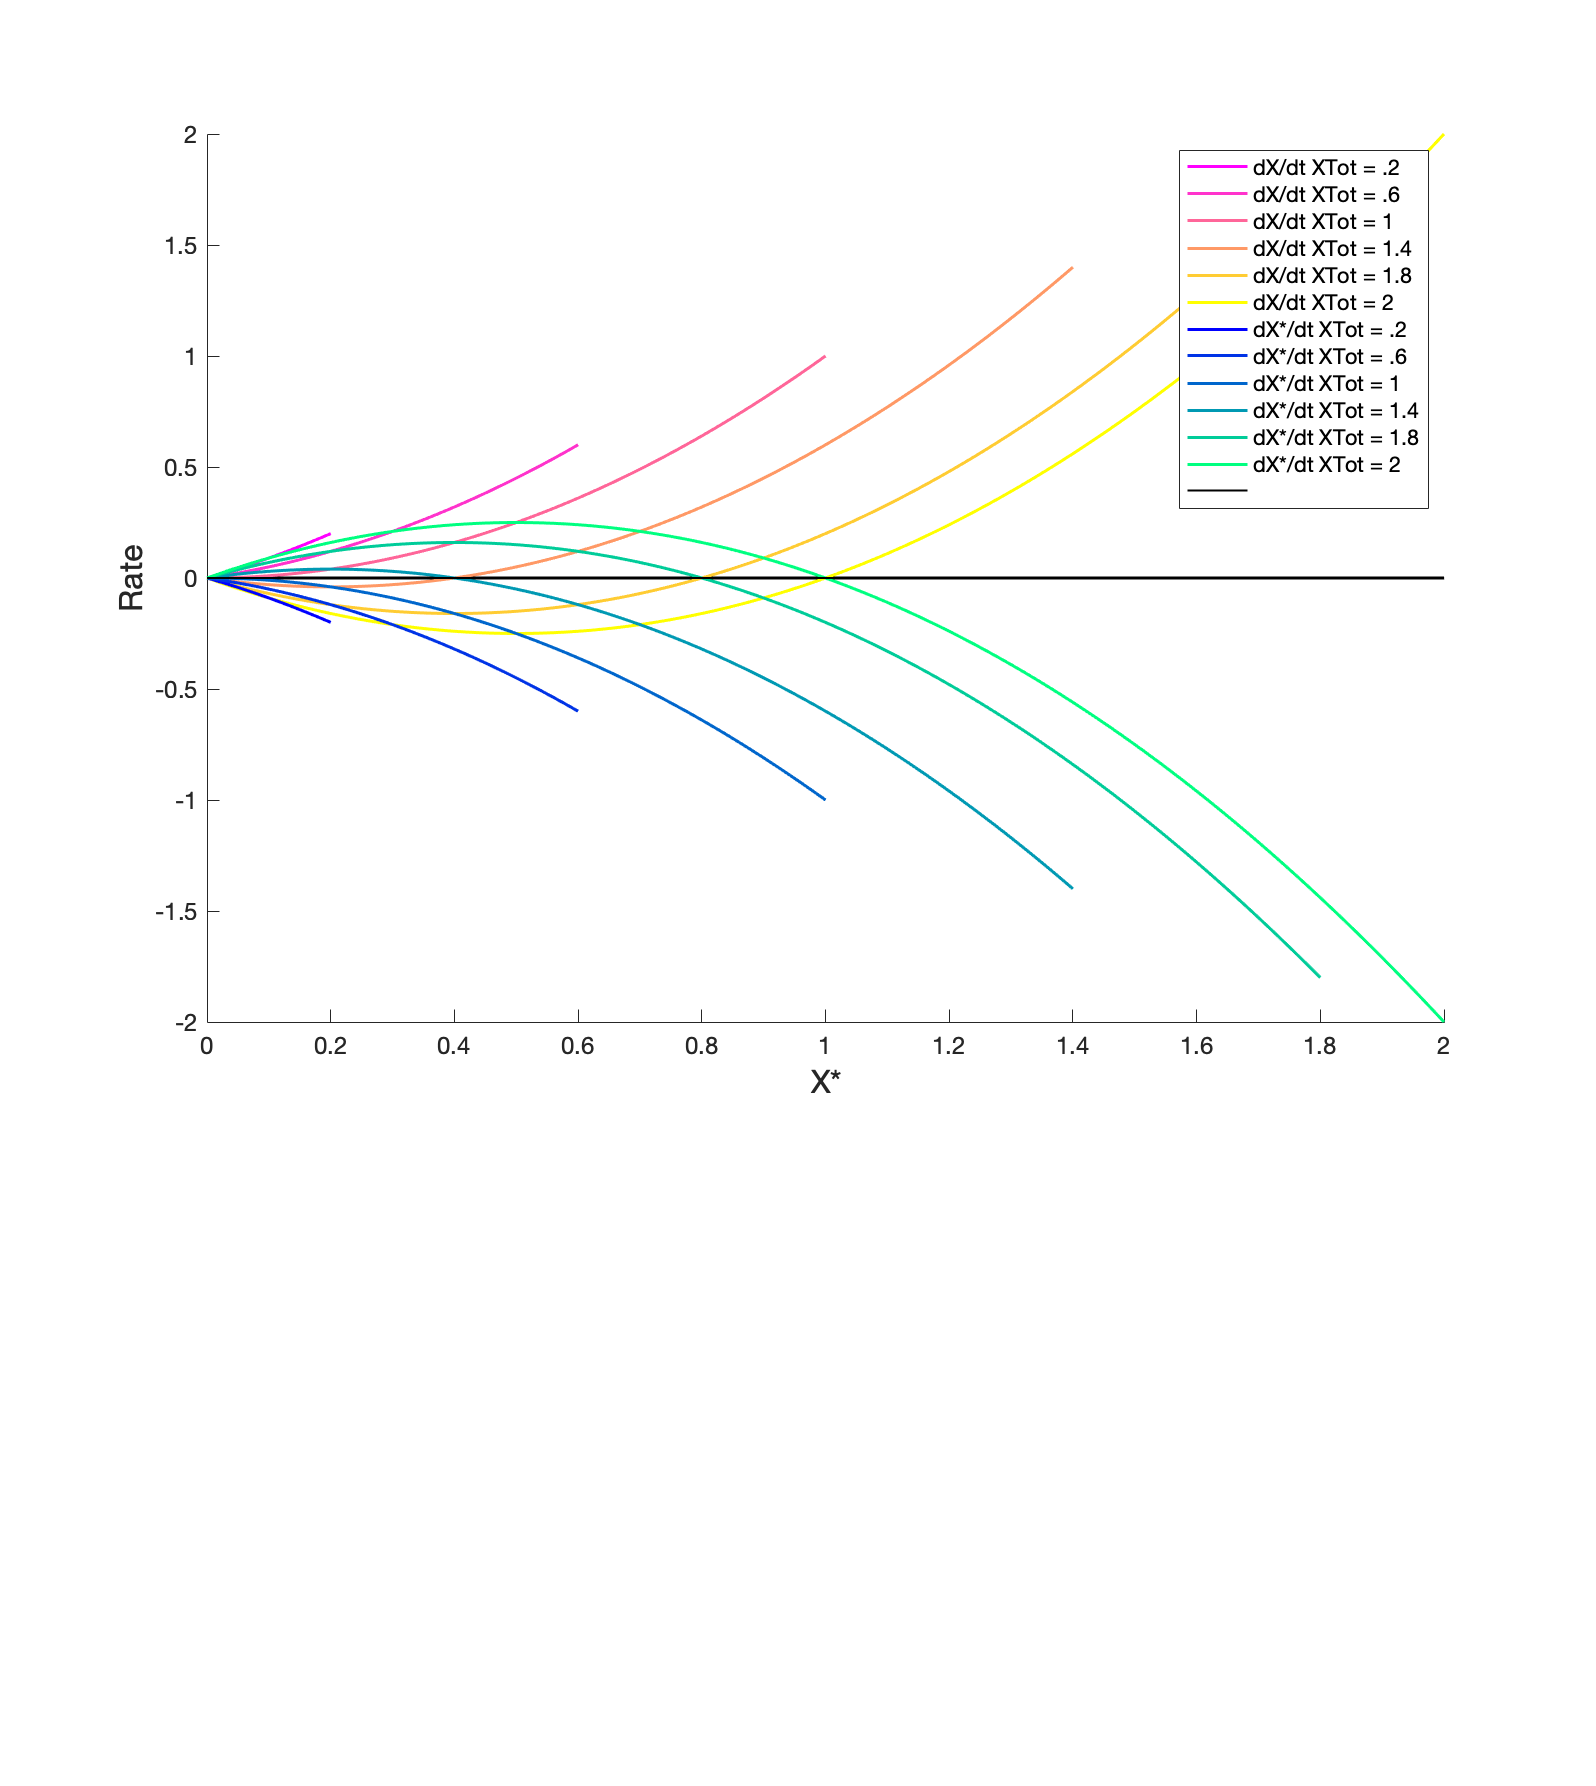 2
1.5
1
0.5
0
-0.5
-1
-1.5
-2
Rate
0 0.2 0.4 0.6 0.8 1 1.2 1.4 1.6 1.8 2
X*
dX/dt XTot = .2
dX/dt XTot = .6
dX/dt XTot = 1
dX/dt XTot = 1.4
dX/dt XTot = 1.8
dX/dt XTot = 2
dX*/dt XTot = .2
dX*/dt XTot = .6
dX*/dt XTot = 1
dX*/dt XTot = 1.4
dX*/dt XTot = 1.8
dX*/dt XTot = 2